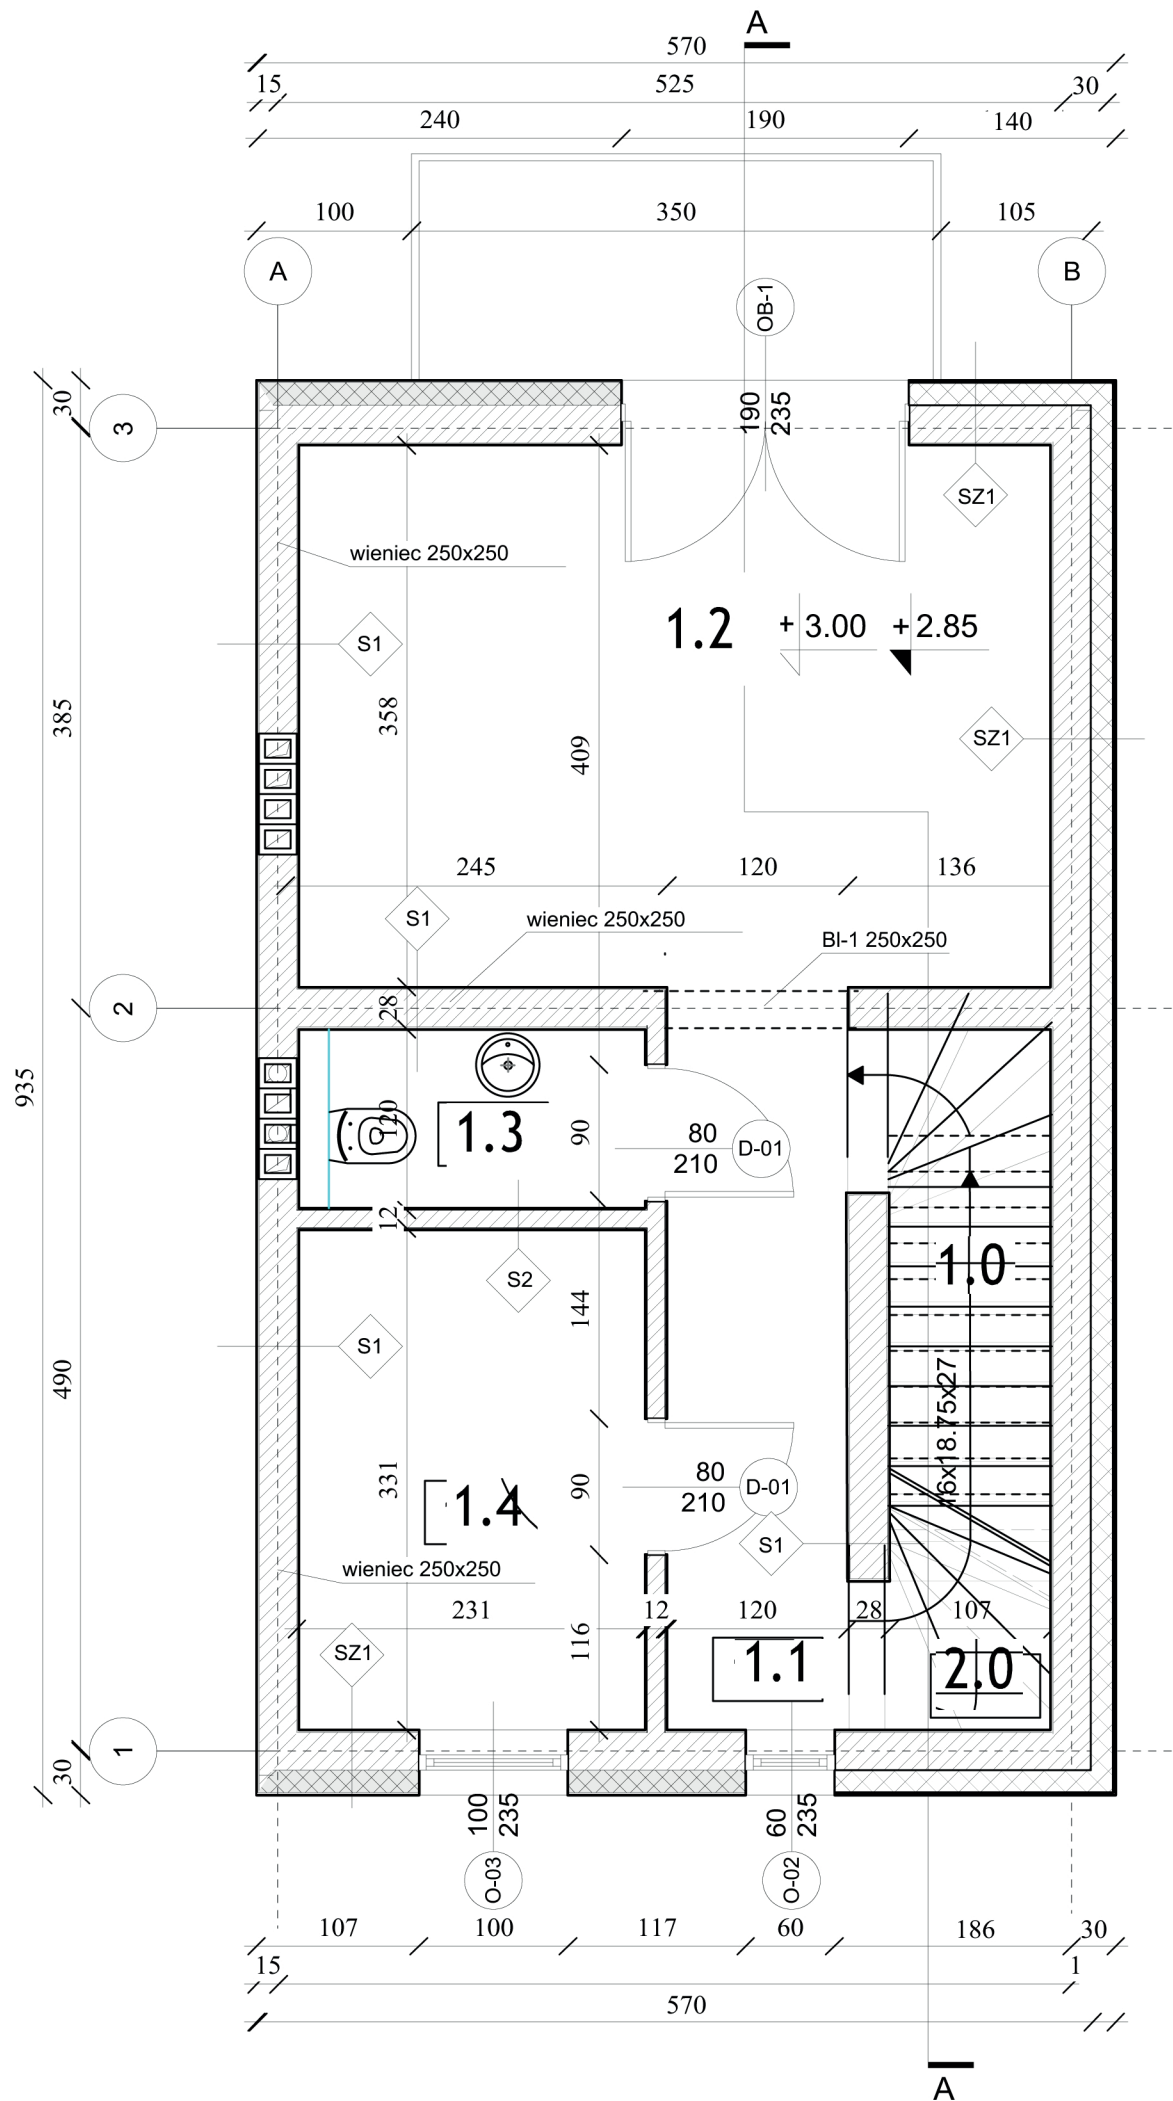 A
570
15 525 30
240 190 140
100 350 105
A B
OB-1
30
3
190
235
SZ1
wieniec 250x250
1.2 + 3.00 + 2.85
S1
358
385
409
SZ1
245 120 136
S1
wieniec 250x250
Bl-1 250x250
28
2
935
120
1.3
90
80
210
D-01
12
S2
1.0
144
S1
490
16x18.75x27
331
1.4
90
80
210
D-01
S1
wieniec 250x250
231 12 120 28 107
116
SZ1
1.1
2.0
1
30
100
235
60
235
O-03
O-02
107 100 117 60 186 30
15 1
570
A